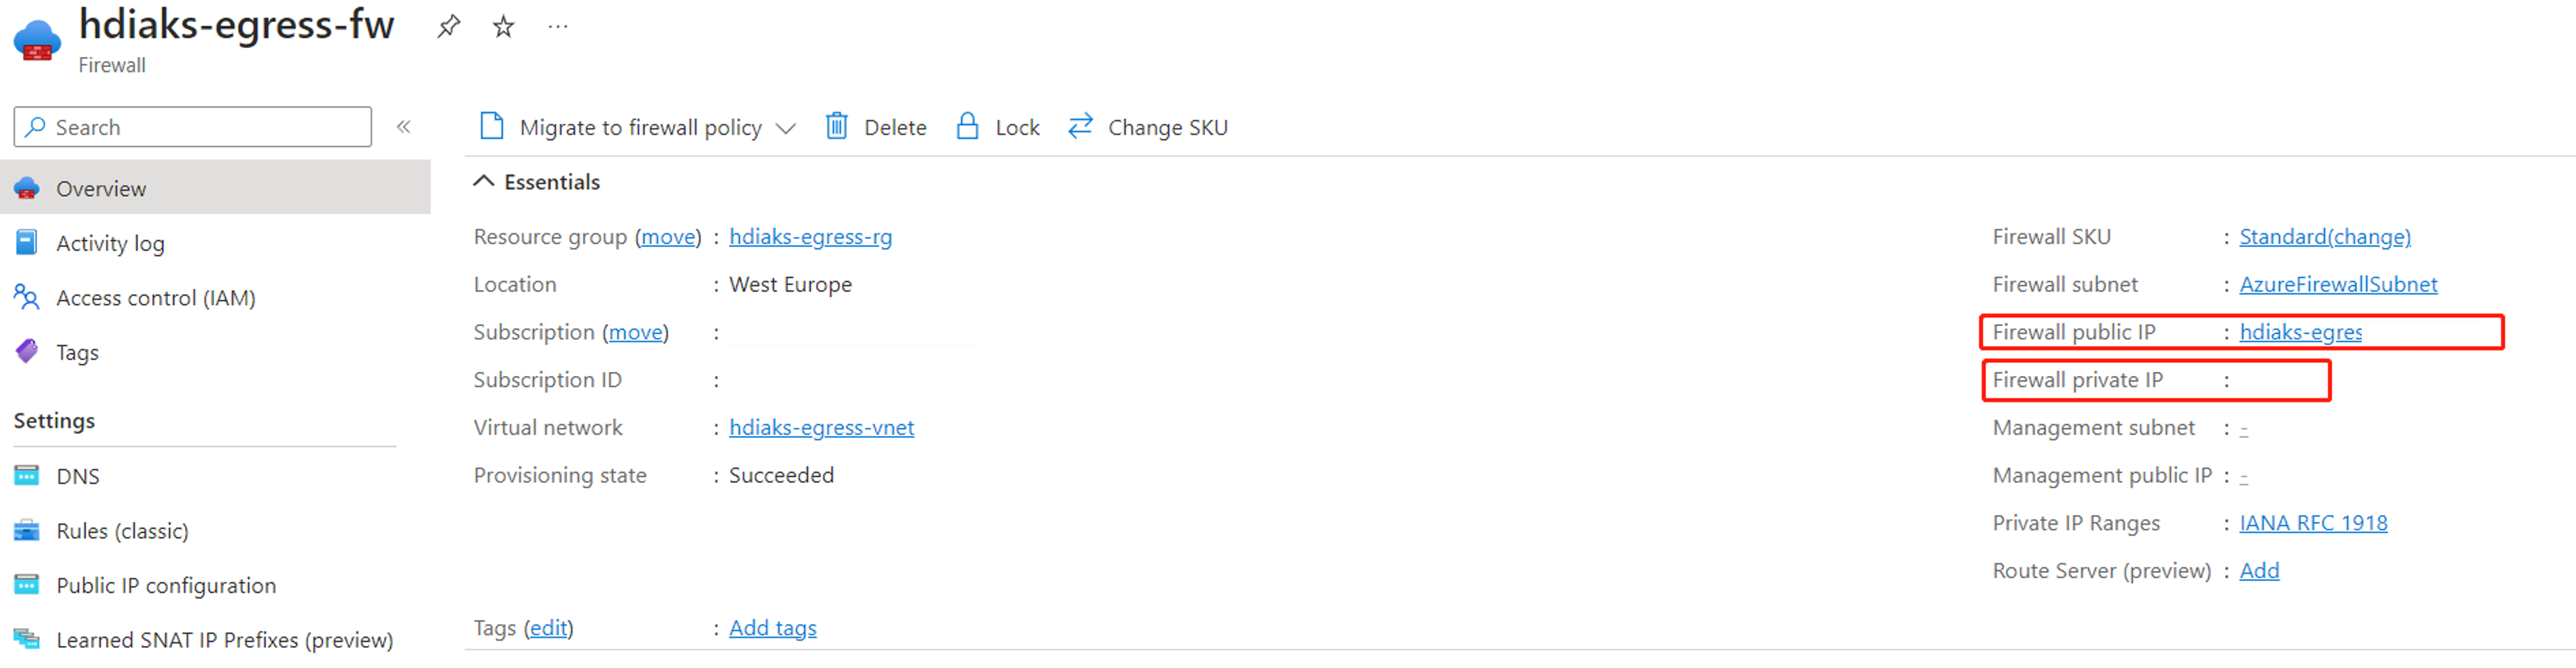 hdiaks-egress-fw
Firewall
Search
Overview
Activity log
Access control (IAM)
Tags
Settings
DNS
Rules (classic)
Public IP configuration
Learned SNAT IP Prefixes (preview)
Migrate to firewall policy Delete Lock Change SKU
Essentials
Resource group (move) : hdiaks-egress-rg
Location : West Europe
Subscription (move) :
Subscription ID :
Virtual network : hdiaks-egress-vnet
Provisioning state : Succeeded
Tags (edit) : Add tags
Firewall SKU : Standard(change)
Firewall subnet : AzureFirewallSubnet
Firewall public IP : hdiaks-egres
Firewall private IP :
Management subnet : -
Management public IP : -
Private IP Ranges : IANA RFC 1918
Route Server (preview) : Add